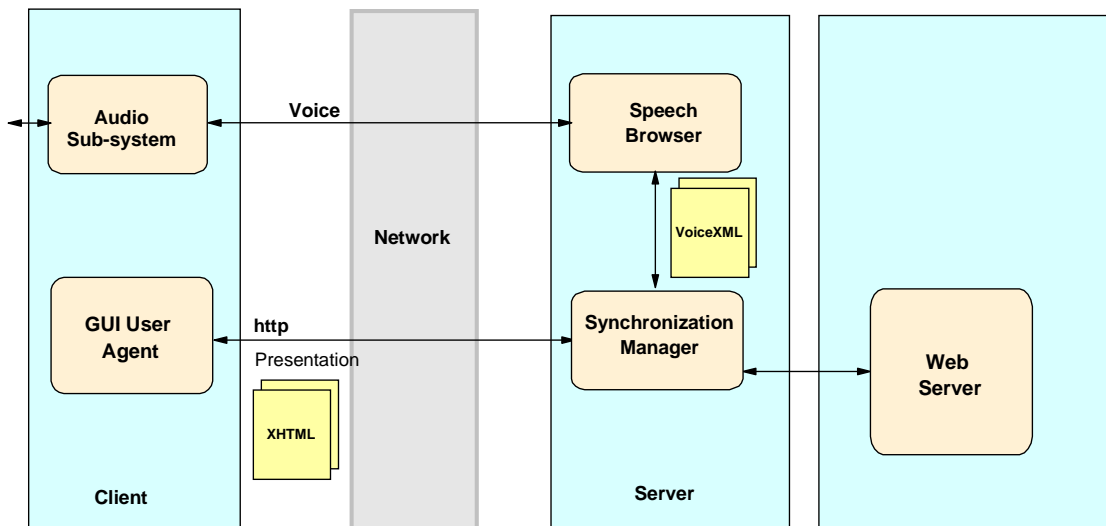 Audio
Sub-system
Voice
Speech
Browser
Network
VoiceXML
GUI User
Agent
http
Presentation
XHTML
Synchronization
Manager
Web
Server
Client
Server